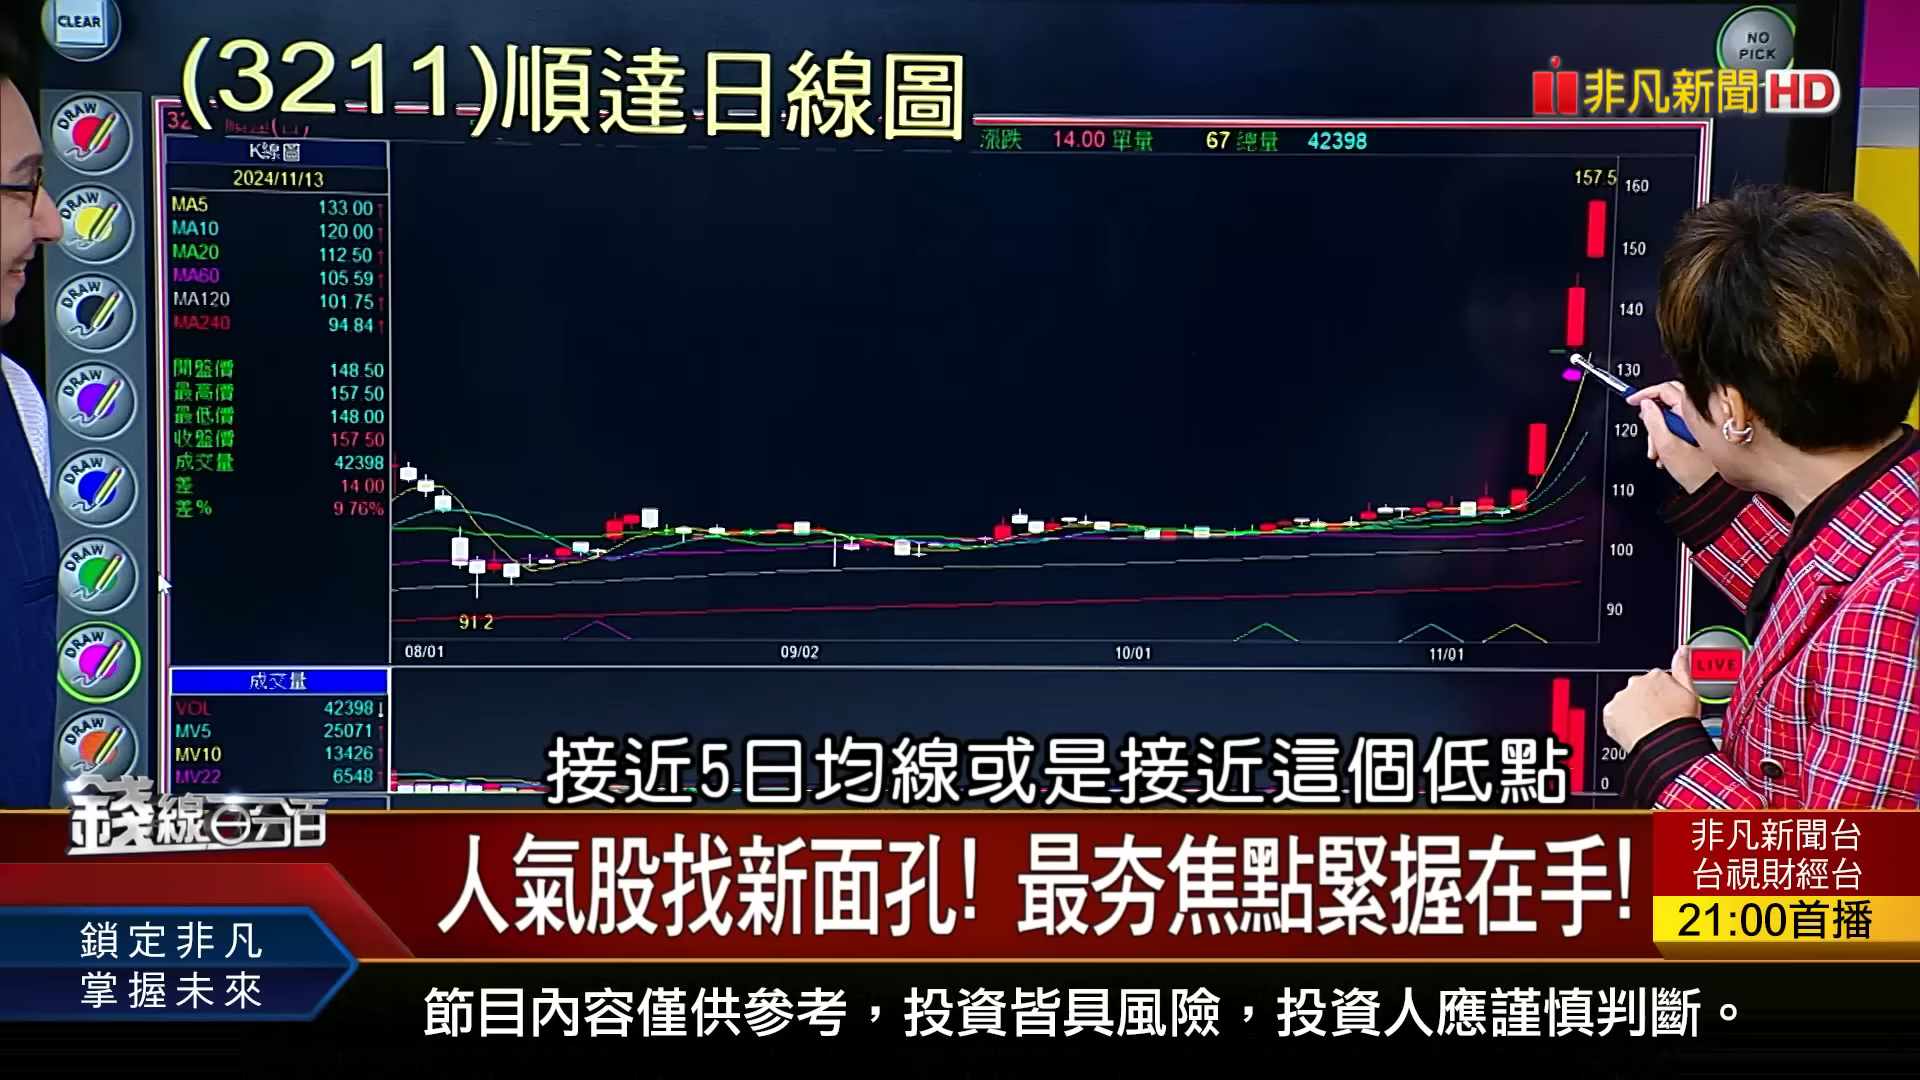 CLEAR
NO
PICK
(3211)順達日線圖
非凡新聞HD
漲跌 14.00 單量 67 總量 42398
K線圖
2024/11/13
MA5 133.00
MA10 120.00
MA20 112.50
MA60 105.59
MA120 101.75
MA240 94.84
開盤價 148.50
最高價 157.50
最低價 148.00
收盤價 157.50
成交量 42398
差 14.00
差% 9.76%
DRAW
DRAW
DRAW
DRAW
DRAW
DRAW
DRAW
DRAW
157.5
160
150
140
130
120
110
100
90
91.2
08/01 09/02 10/01 11/01
LIVE
成交量
VOL 42398
MV5 25071
MV10 13426
MV22 6548
200
0
接近5日均線或是接近這個低點
錢線百分百
人氣股找新面孔! 最夯焦點緊握在手!
非凡新聞台
台視財經台
21:00首播
鎖定非凡
掌握未來
節目內容僅供參考，投資皆具風險，投資人應謹慎判斷。